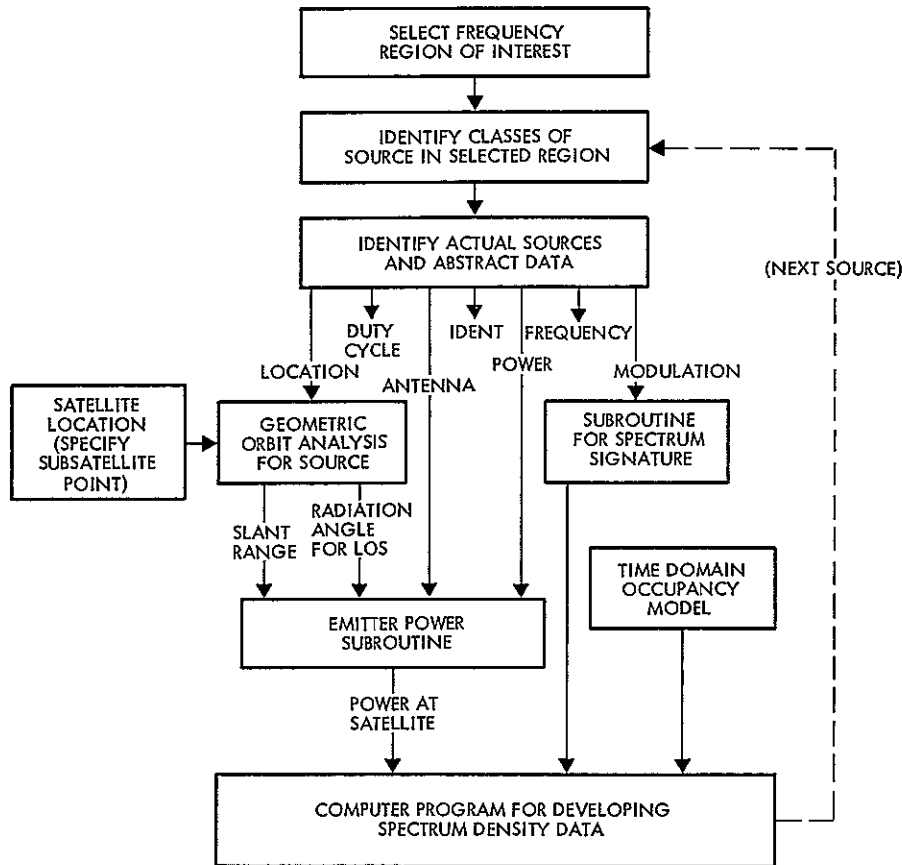 SELECT FREQUENCY
REGION OF INTEREST
IDENTIFY CLASSES OF
SOURCE IN SELECTED REGION
IDENTIFY ACTUAL SOURCES
AND ABSTRACT DATA
(NEXT SOURCE)
LOCATION
DUTY
CYCLE
ANTENNA
IDENT
POWER
FREQUENCY
MODULATION
SATELLITE
LOCATION
(SPECIFY
SUBSATELLITE
POINT)
GEOMETRIC
ORBIT ANALYSIS
FOR SOURCE
SUBROUTINE
FOR SPECTRUM
SIGNATURE
SLANT
RANGE
RADIATION
ANGLE
FOR LOS
TIME DOMAIN
OCCUPANCY
MODEL
EMITTER POWER
SUBROUTINE
POWER AT
SATELLITE
COMPUTER PROGRAM FOR DEVELOPING
SPECTRUM DENSITY DATA